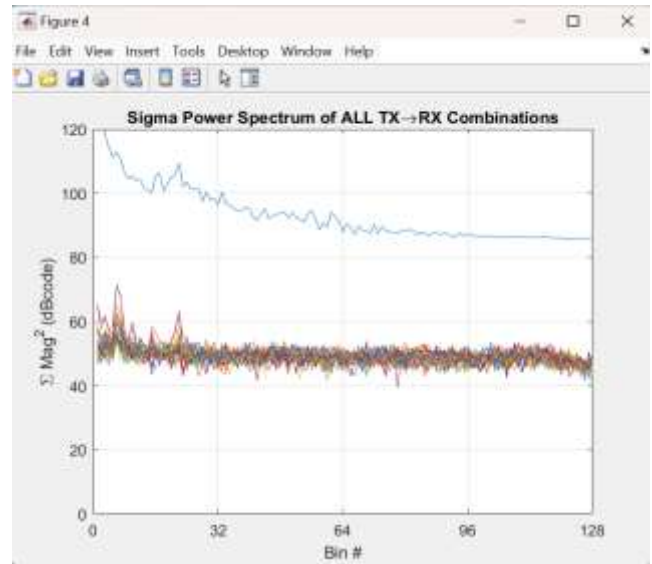 Figure 4
File Edit View Insert Tools Desktop Window Help
Sigma Power Spectrum of ALL TX→RX Combinations
120
100
80
60
40
20
0
∑ Mag² (dBcode)
0 32 64 96 128
Bin #